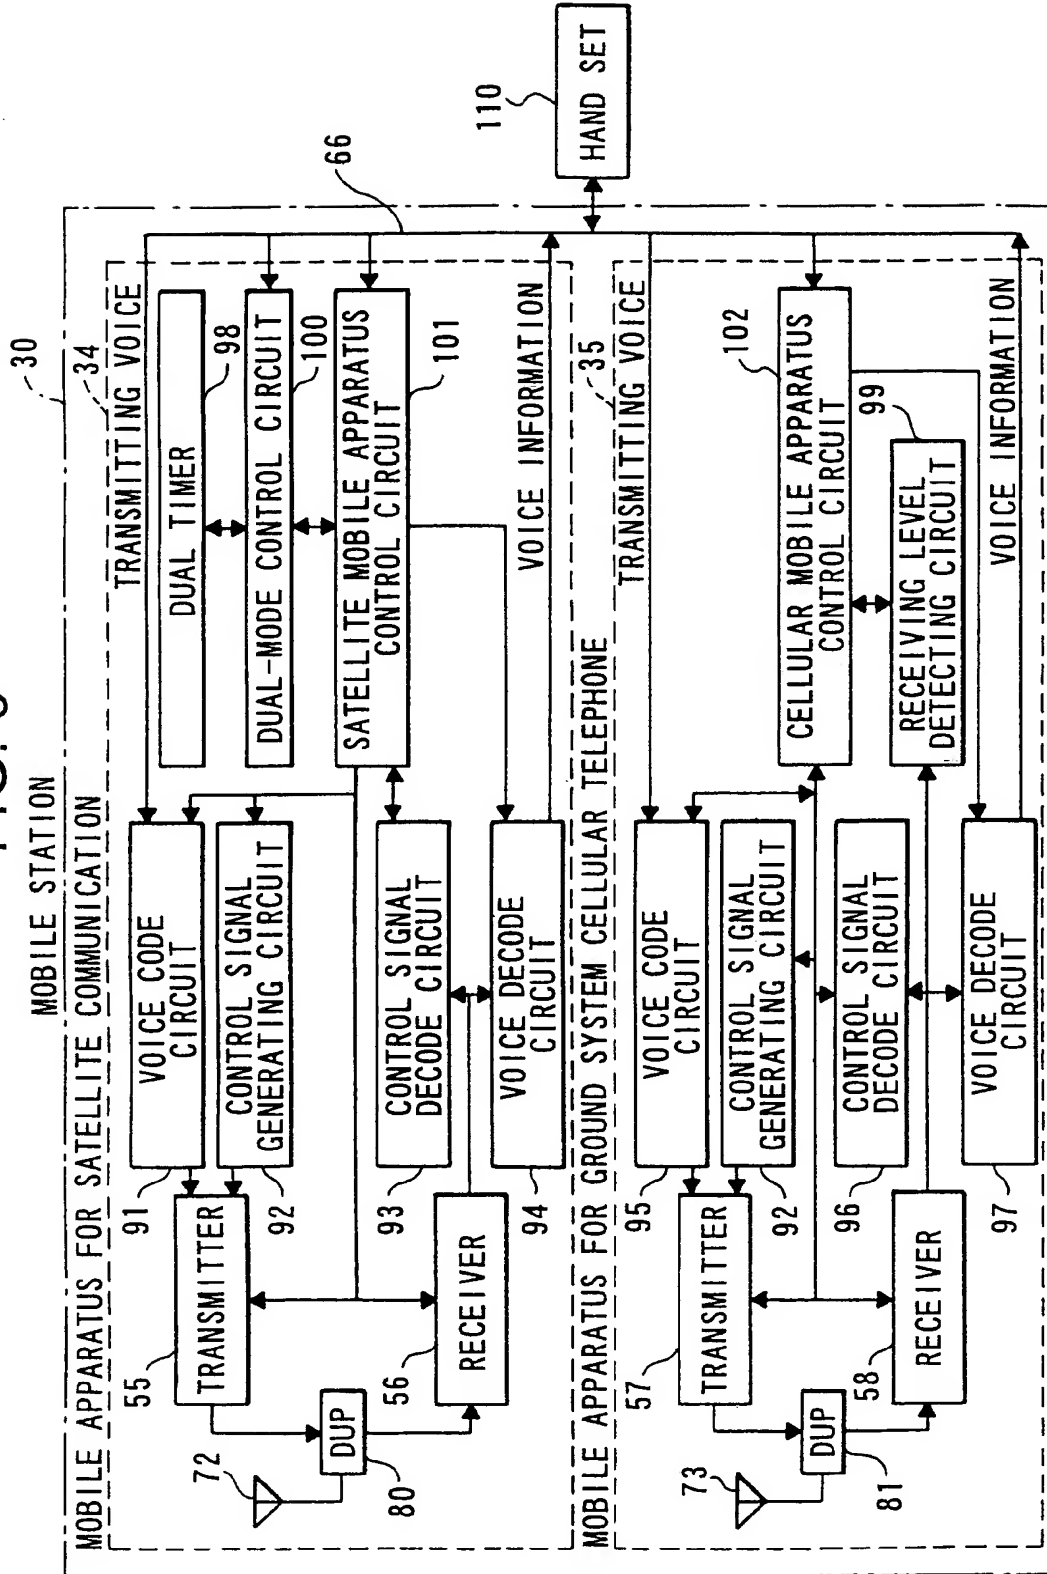 MOBILE STATION
30
MOBILE APPARATUS FOR SATELLITE COMMUNICATION
34
TRANSMITTING VOICE
72
DUP
80
55
TRANSMITTER
56
RECEIVER
91
VOICE CODE
CIRCUIT
92
CONTROL SIGNAL
GENERATING CIRCUIT
93
CONTROL SIGNAL
DECODE CIRCUIT
94
VOICE DECODE
CIRCUIT
DUAL TIMER
98
DUAL-MODE CONTROL CIRCUIT
100
SATELLITE MOBILE APPARATUS
CONTROL CIRCUIT
101
VOICE INFORMATION
66
110
HAND SET
MOBILE APPARATUS FOR GROUND SYSTEM CELLULAR TELEPHONE
35
TRANSMITTING VOICE
73
DUP
81
57
TRANSMITTER
58
RECEIVER
95
VOICE CODE
CIRCUIT
92
CONTROL SIGNAL
GENERATING CIRCUIT
96
CONTROL SIGNAL
DECODE CIRCUIT
97
VOICE DECODE
CIRCUIT
102
CELLULAR MOBILE APPARATUS
CONTROL CIRCUIT
99
RECEIVING LEVEL
DETECTING CIRCUIT
VOICE INFORMATION